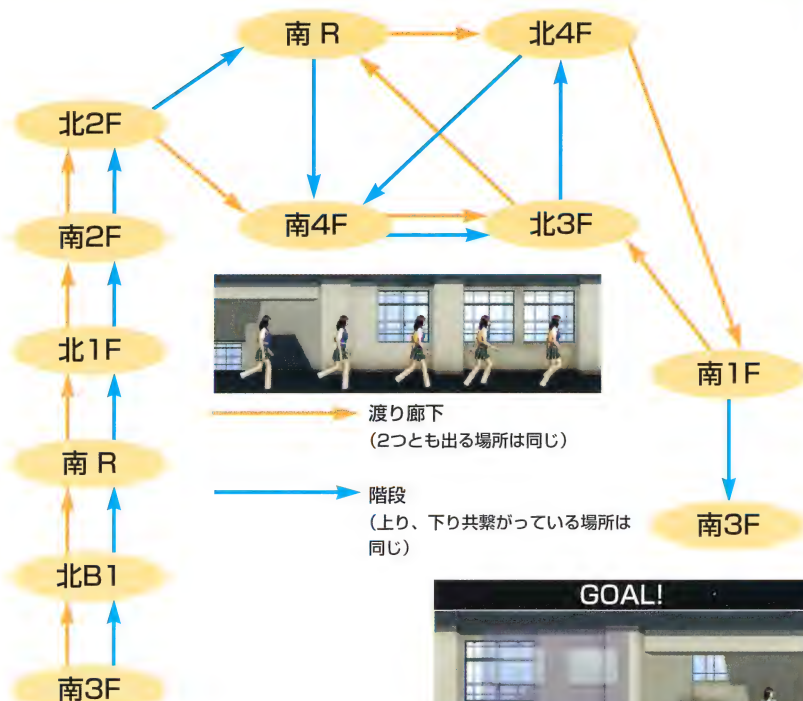 南 R
北4F
北2F
南4F
北3F
南2F
北1F
南1F
渡り廊下
(2つとも出る場所は同じ)
南 R
階段
(上り、下り共繋がっている場所は
同じ)
南3F
北B1
GOAL!
南3F